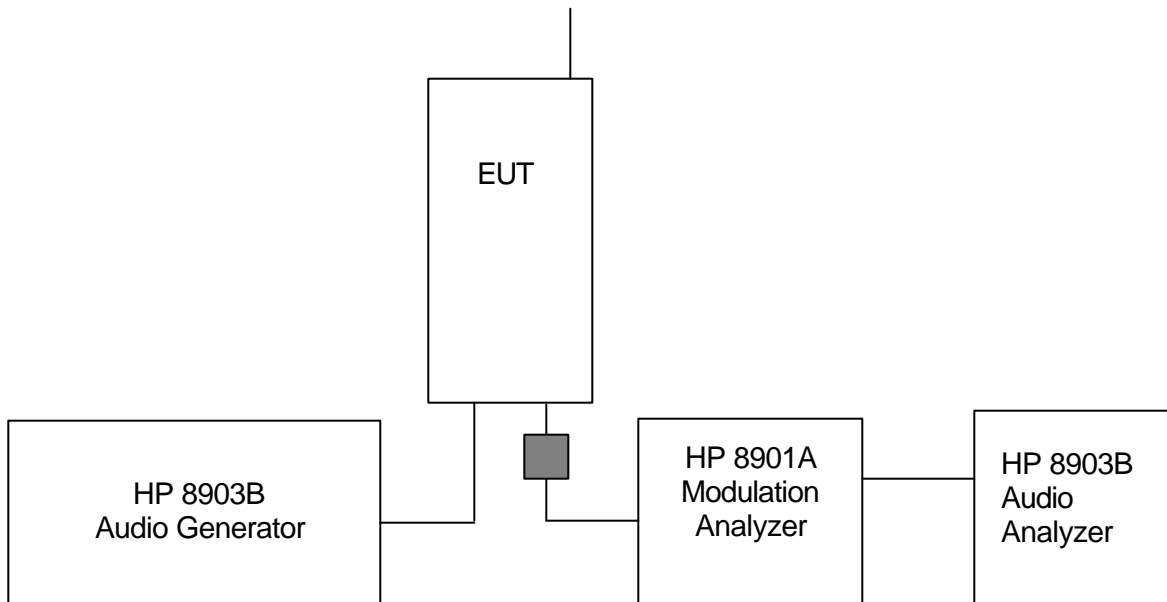 EUT
HP 8903B
Audio Generator
HP 8901A
Modulation
Analyzer
HP 8903B
Audio
Analyzer